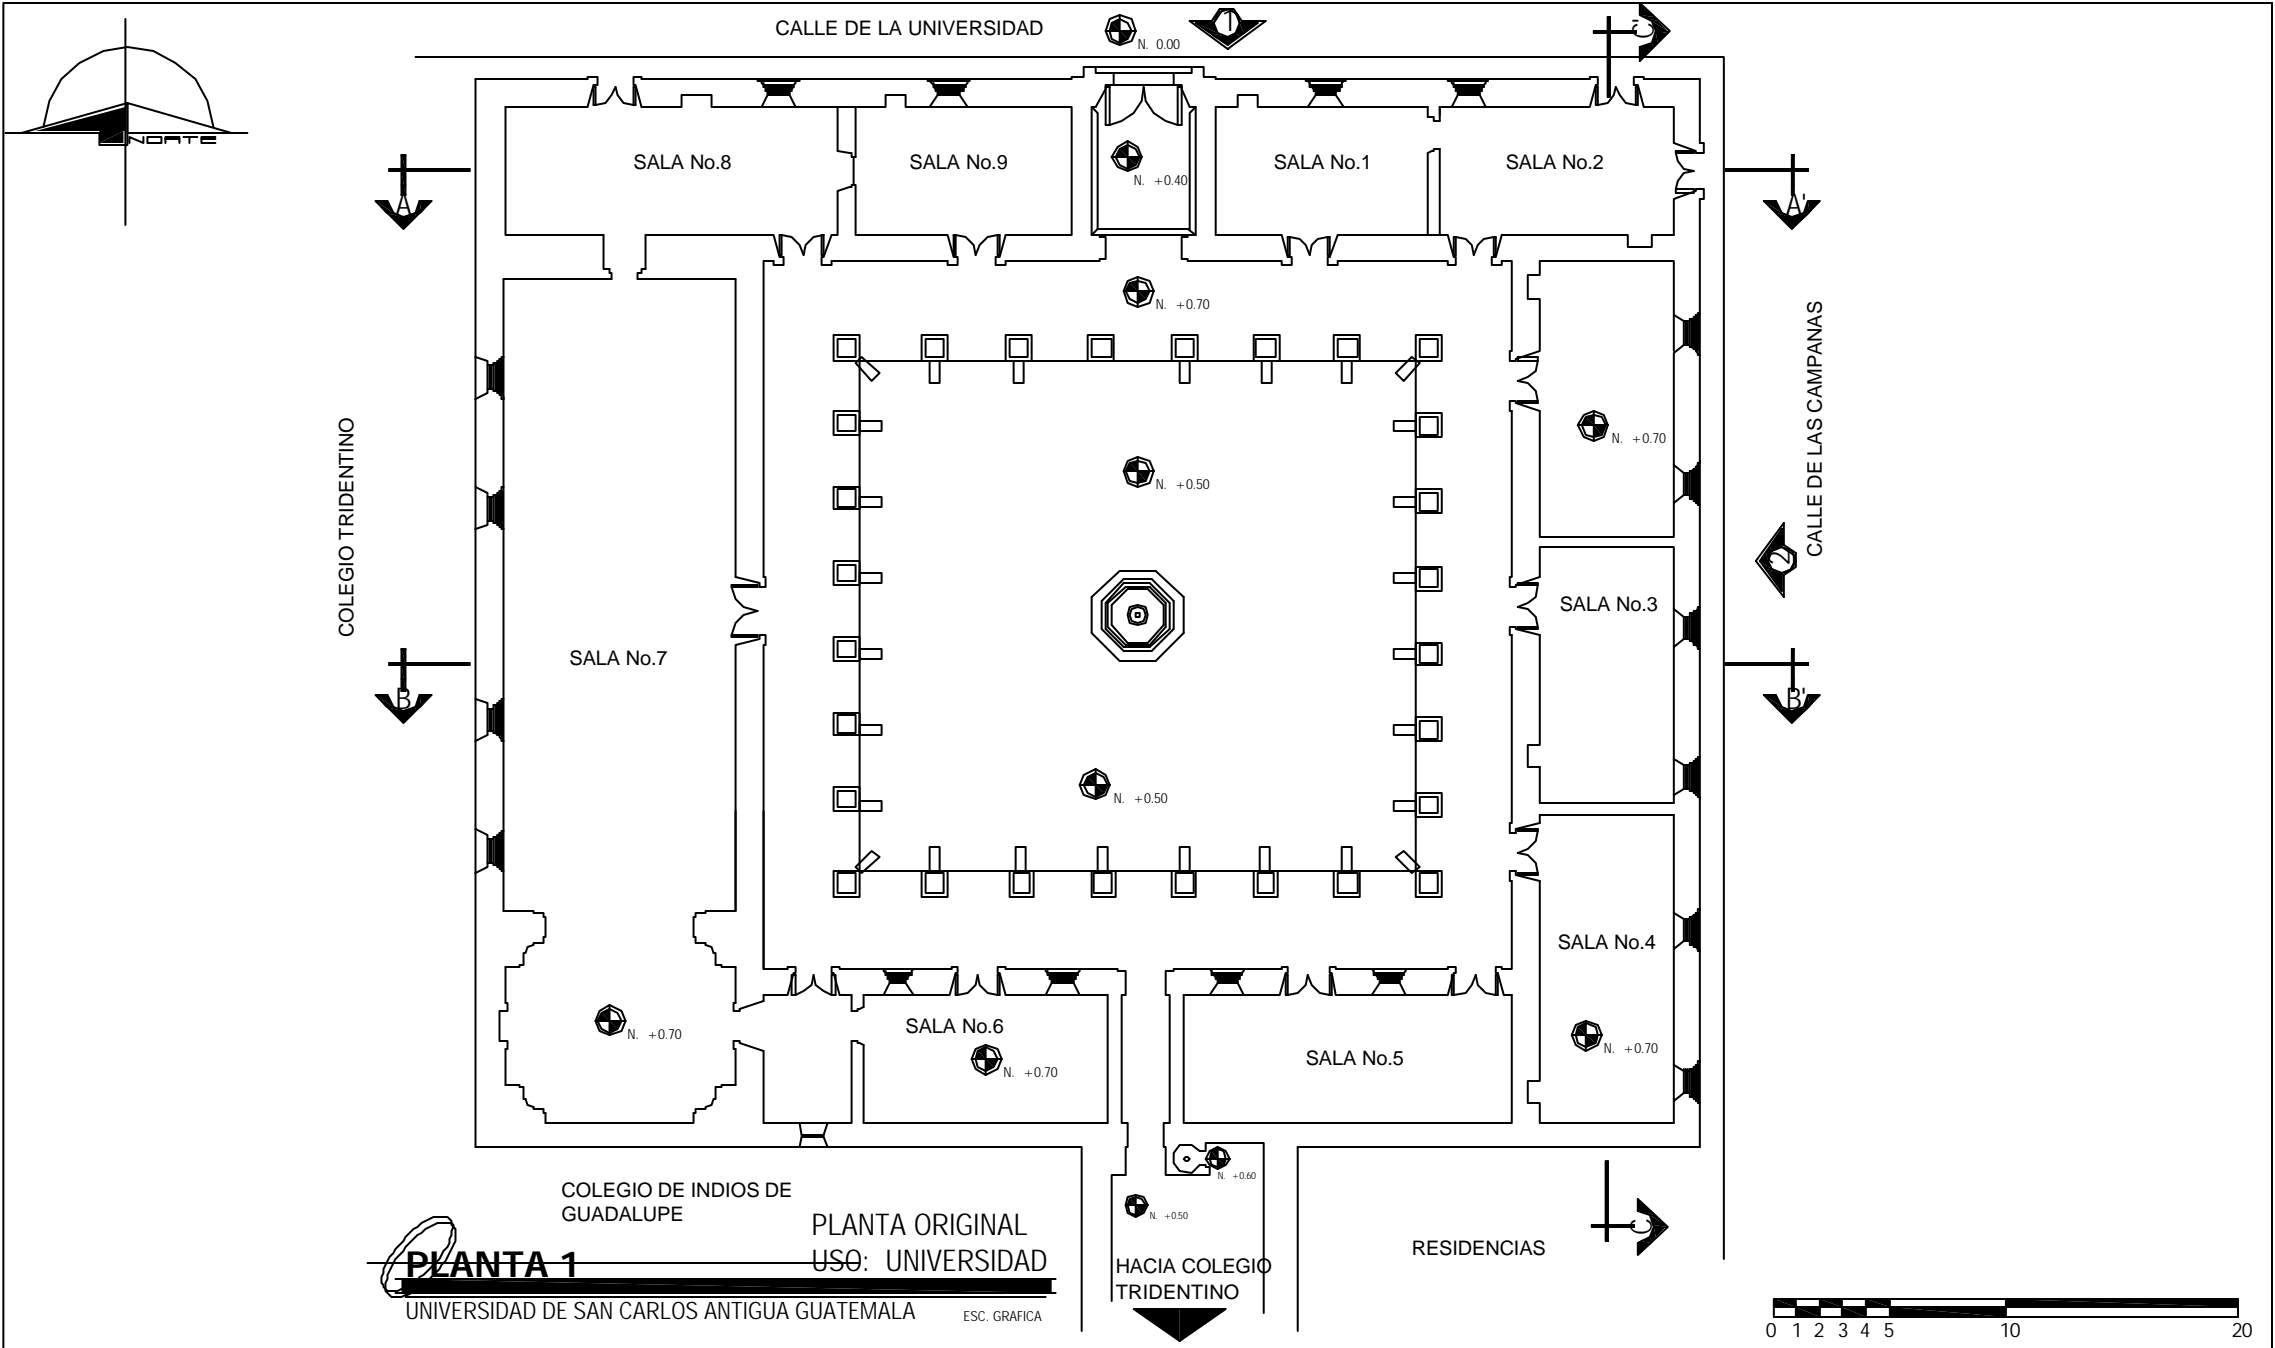 CALLE DE LA UNIVERSIDAD
N. 0.00
1
C'
NORTE
SALA No.8
SALA No.9
N. +0.40
SALA No.1
SALA No.2
A
A'
N. +0.70
COLEGIO TRIDENTINO
CALLE DE LAS CAMPANAS
N. +0.70
N. +0.50
2
SALA No.3
SALA No.7
B
B'
N. +0.50
SALA No.4
SALA No.6
N. +0.70
N. +0.70
SALA No.5
N. +0.70
N. +0.60
N. +0.50
COLEGIO DE INDIOS DE
GUADALUPE
PLANTA ORIGINAL
USO: UNIVERSIDAD
PLANTA 1
UNIVERSIDAD DE SAN CARLOS ANTIGUA GUATEMALA
ESC. GRAFICA
HACIA COLEGIO
TRIDENTINO
RESIDENCIAS
C
0 1 2 3 4 5 10 20